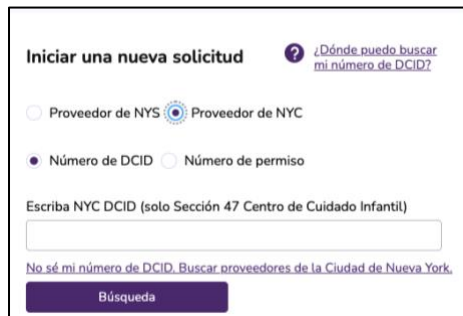 Iniciar una nueva solicitud
? ¿Dónde puedo buscar
mi número de DCID?
Proveedor de NYS Proveedor de NYC
Número de DCID Número de permiso
Escriba NYC DCID (solo Sección 47 Centro de Cuidado Infantil)
No sé mi número de DCID. Buscar proveedores de la Ciudad de Nueva York.
Búsqueda